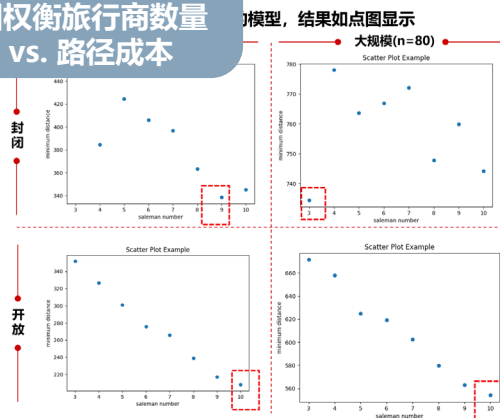 权衡旅行商数量
vs. 路径成本
的模型，结果如点图显示
大规模(n=80)
封闭
开放
440
420
400
380
360
340
minimum distance
3 4 5 6 7 8 9 10
saleman number
Scatter Plot Example
780
770
760
750
740
minimum distance
3 4 5 6 7 8 9 10
saleman number
Scatter Plot Example
340
320
300
280
260
240
220
minimum distance
3 4 5 6 7 8 9 10
saleman number
Scatter Plot Example
660
640
620
600
580
560
minimum distance
3 4 5 6 7 8 9 10
saleman number